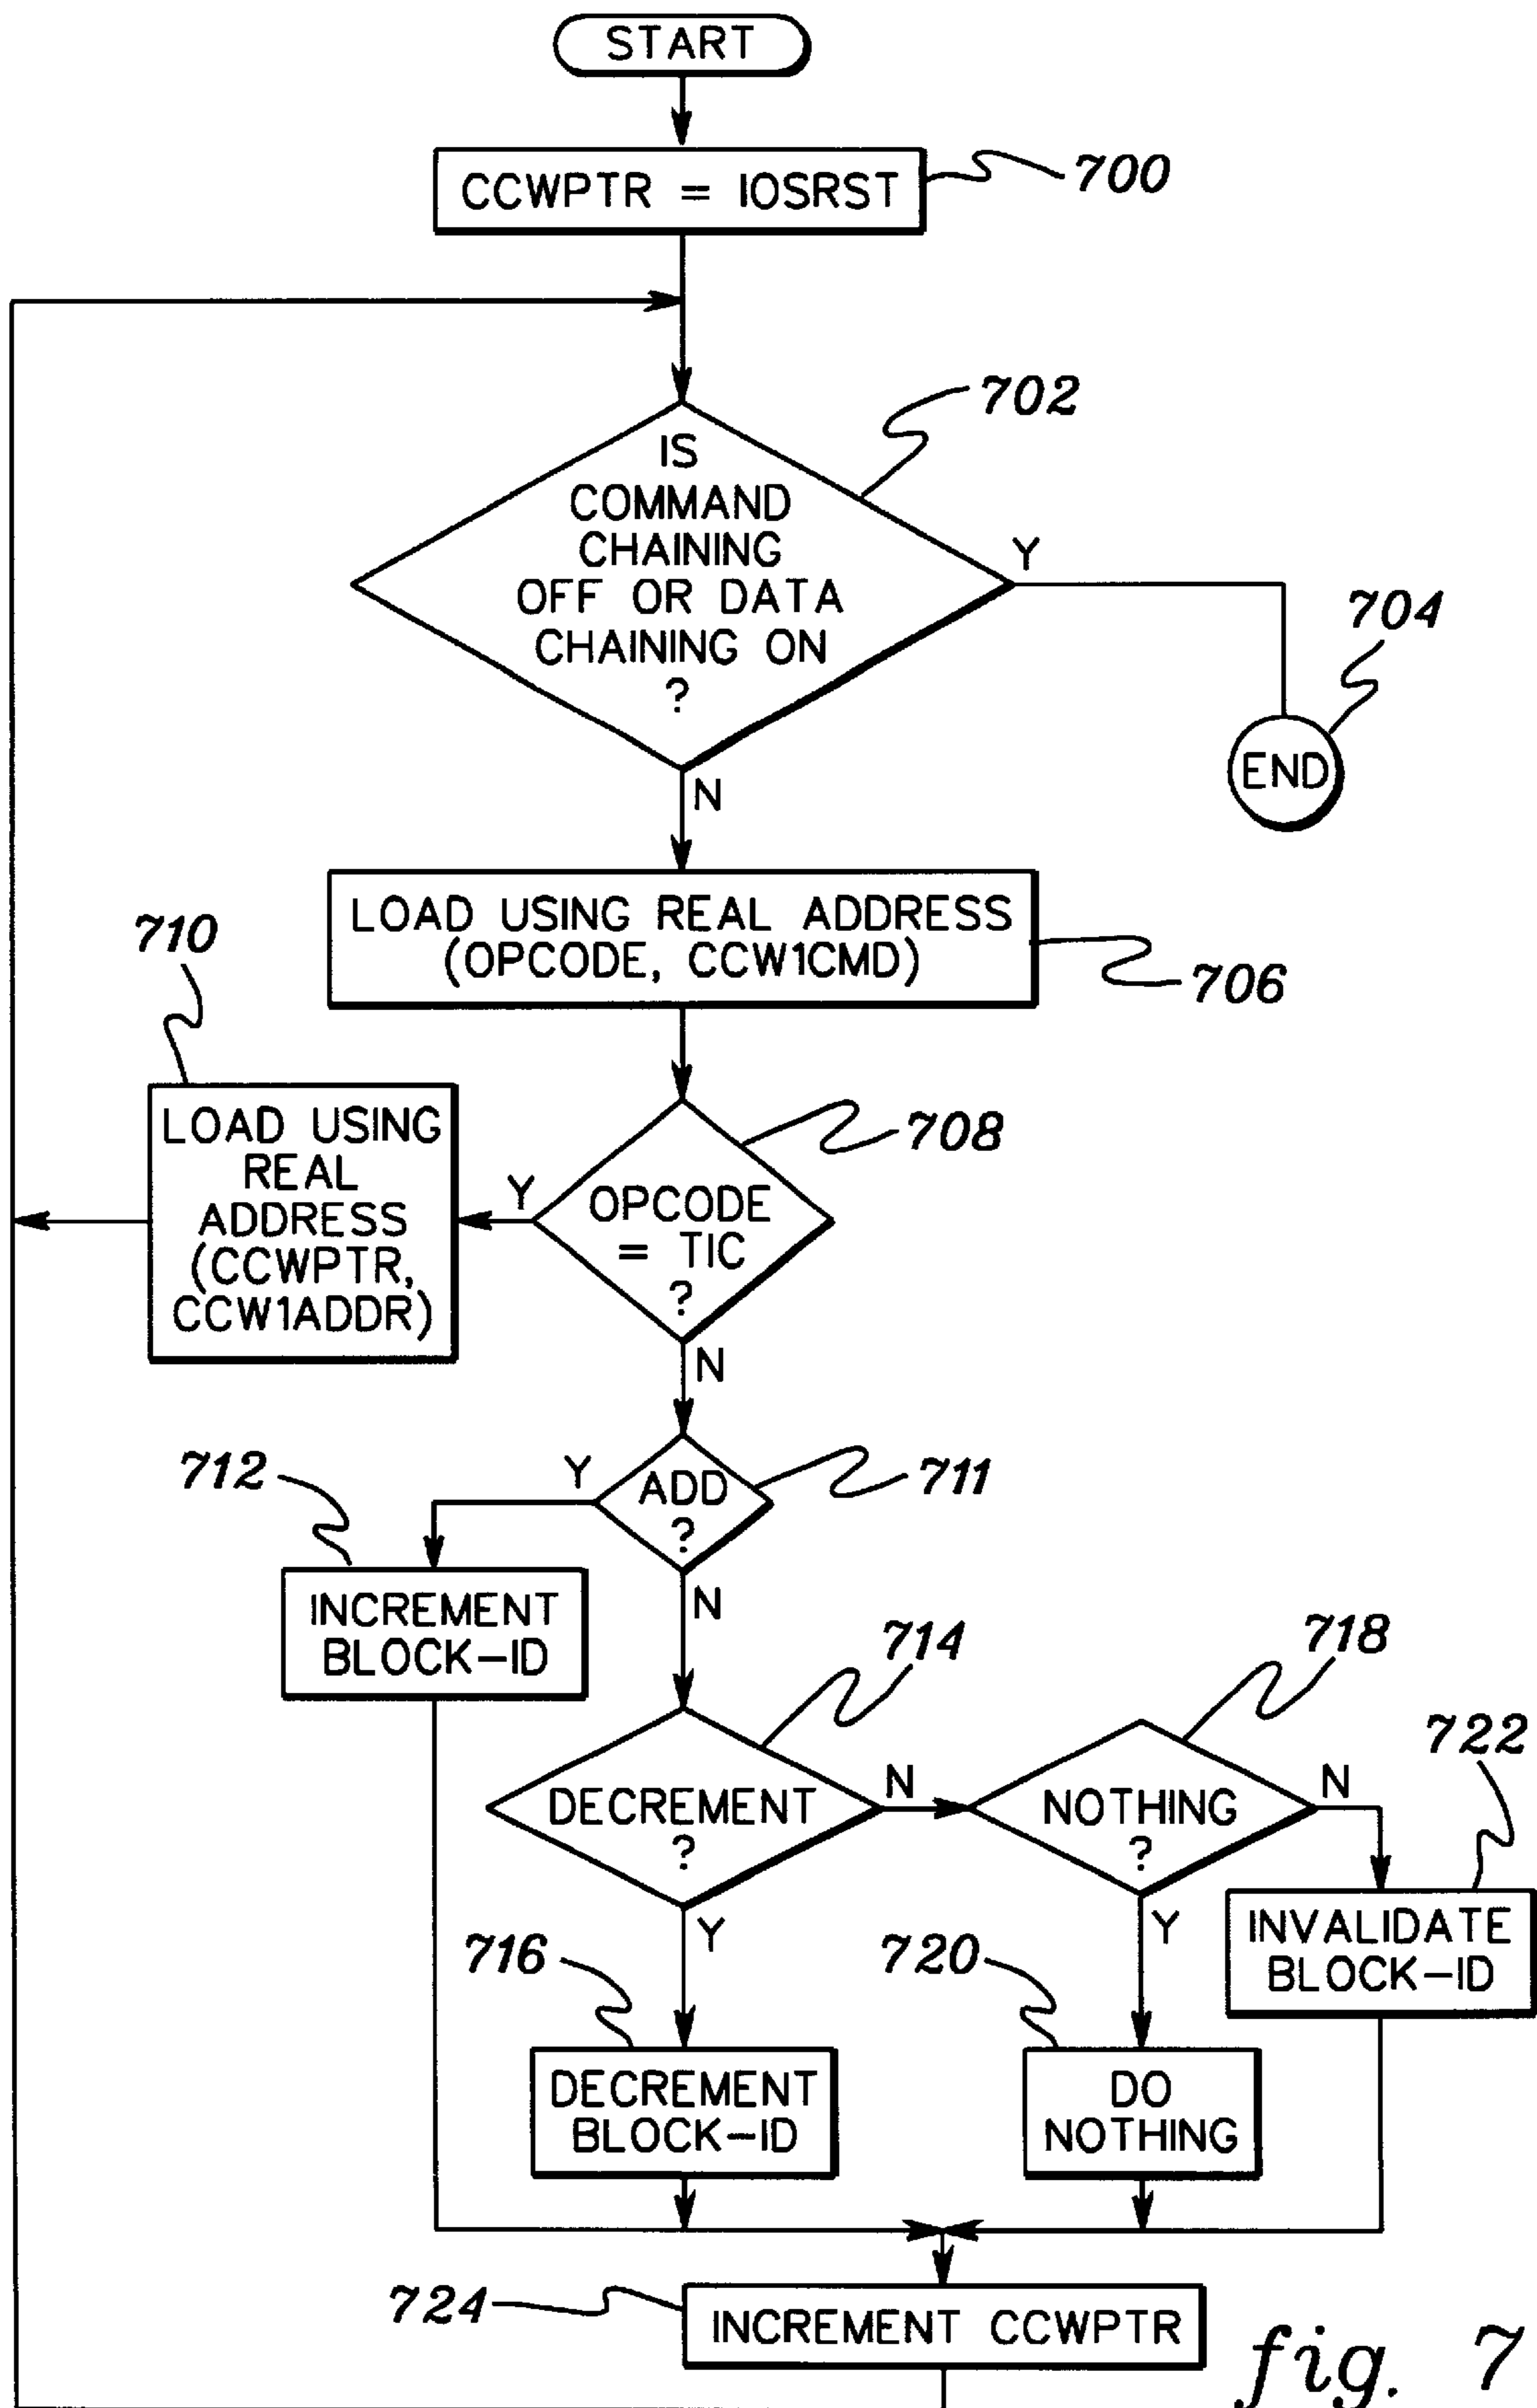 START
CCWPTR = IOSRST
700
702
IS
COMMAND
CHAINING
OFF OR DATA
CHAINING ON
?
Y
704
END
N
LOAD USING REAL ADDRESS
(OPCODE, CCW1CMD)
706
710
LOAD USING
REAL
ADDRESS
(CCWPTR,
CCW1ADDR)
Y
708
OPCODE
= TIC
?
N
712
Y
ADD
?
711
INCREMENT
BLOCK-ID
N
714
718
722
DECREMENT
?
N
NOTHING
?
N
716
Y
720
Y
INVALIDATE
BLOCK-ID
DECREMENT
BLOCK-ID
DO
NOTHING
724
INCREMENT CCWPTR
fig. 7